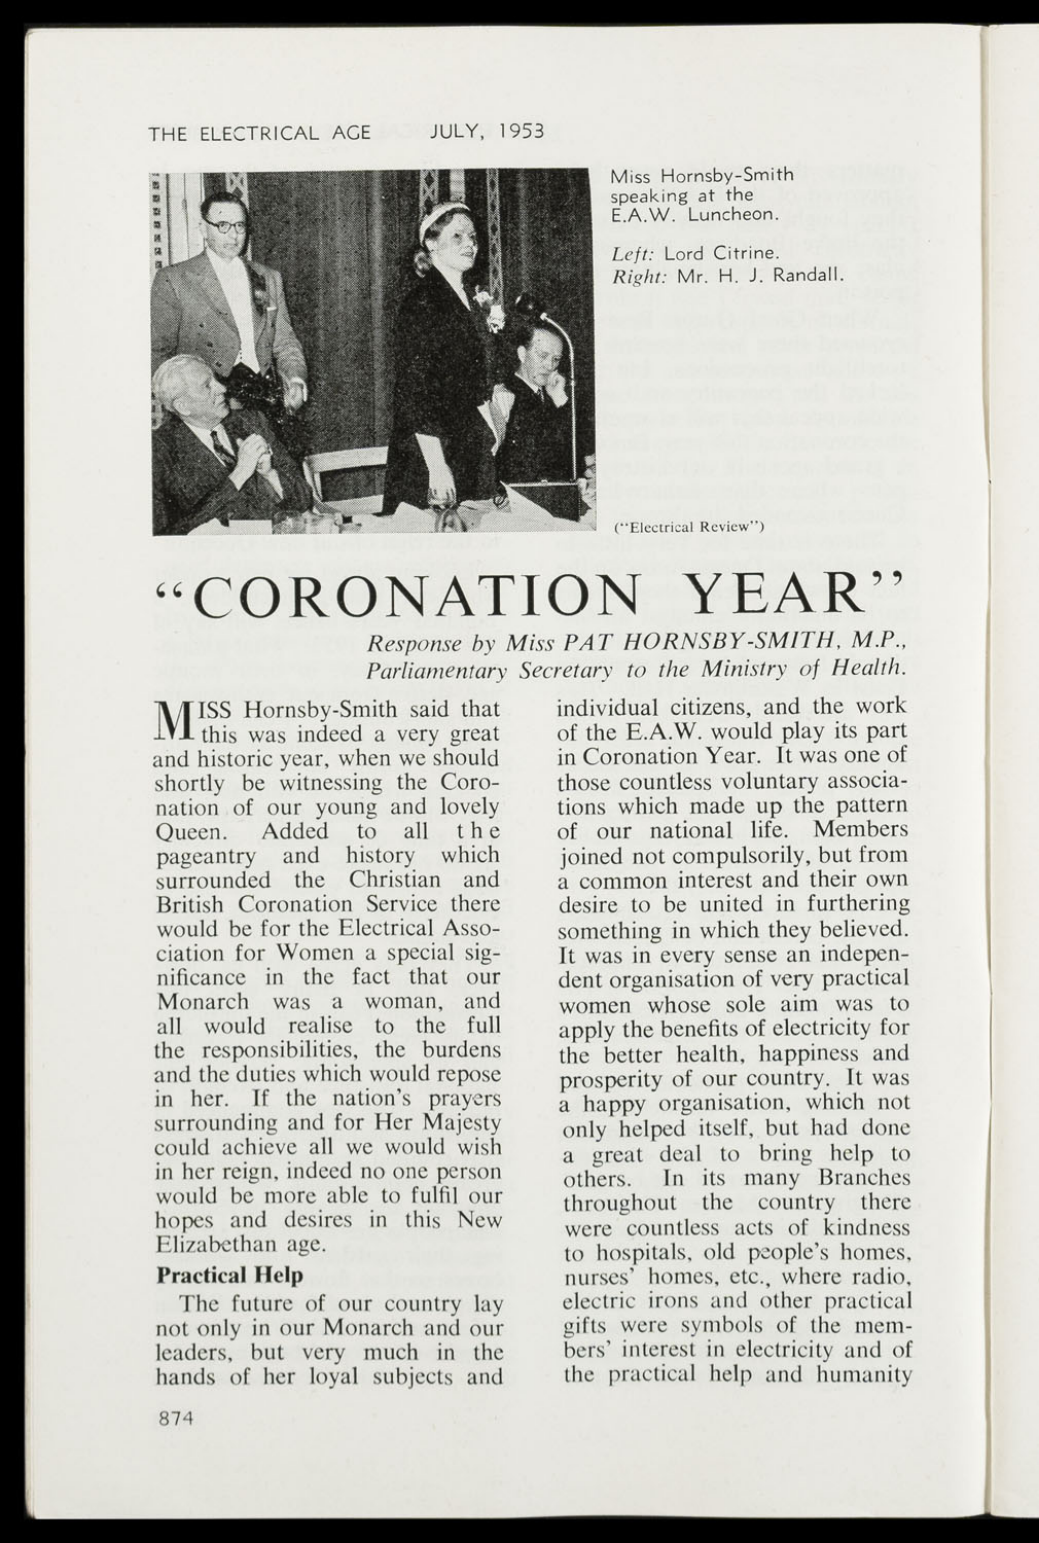 THE ELECTRICAL AGE JULY, 1953
Miss Hornsby-Smith
speaking at the
E.A.W. Luncheon.
Left: Lord Citrine.
Right: Mr. H. J. Randall.
("Electrical Review")
"CORONATION YEAR"
Response by Miss PAT HORNSBY-SMITH, M.P.,
Parliamentary Secretary to the Ministry of Health.
MISS Hornsby-Smith said that
this was indeed a very great
and historic year, when we should
shortly be witnessing the Coro-
nation of our young and lovely
Queen. Added to all the
pageantry and history which
surrounded the Christian and
British Coronation Service there
would be for the Electrical Asso-
ciation for Women a special sig-
nificance in the fact that our
Monarch was a woman, and
all would realise to the full
the responsibilities, the burdens
and the duties which would repose
in her. If the nation's prayers
surrounding and for Her Majesty
could achieve all we would wish
in her reign, indeed no one person
would be more able to fulfil our
hopes and desires in this New
Elizabethan age.
Practical Help
The future of our country lay
not only in our Monarch and our
leaders, but very much in the
hands of her loyal subjects and
individual citizens, and the work
of the E.A.W. would play its part
in Coronation Year. It was one of
those countless voluntary associa-
tions which made up the pattern
of our national life. Members
joined not compulsorily, but from
a common interest and their own
desire to be united in furthering
something in which they believed.
It was in every sense an indepen-
dent organisation of very practical
women whose sole aim was to
apply the benefits of electricity for
the better health, happiness and
prosperity of our country. It was
a happy organisation, which not
only helped itself, but had done
a great deal to bring help to
others. In its many Branches
throughout the country there
were countless acts of kindness
to hospitals, old people's homes,
nurses' homes, etc., where radio,
electric irons and other practical
gifts were symbols of the mem-
bers' interest in electricity and of
the practical help and humanity
874